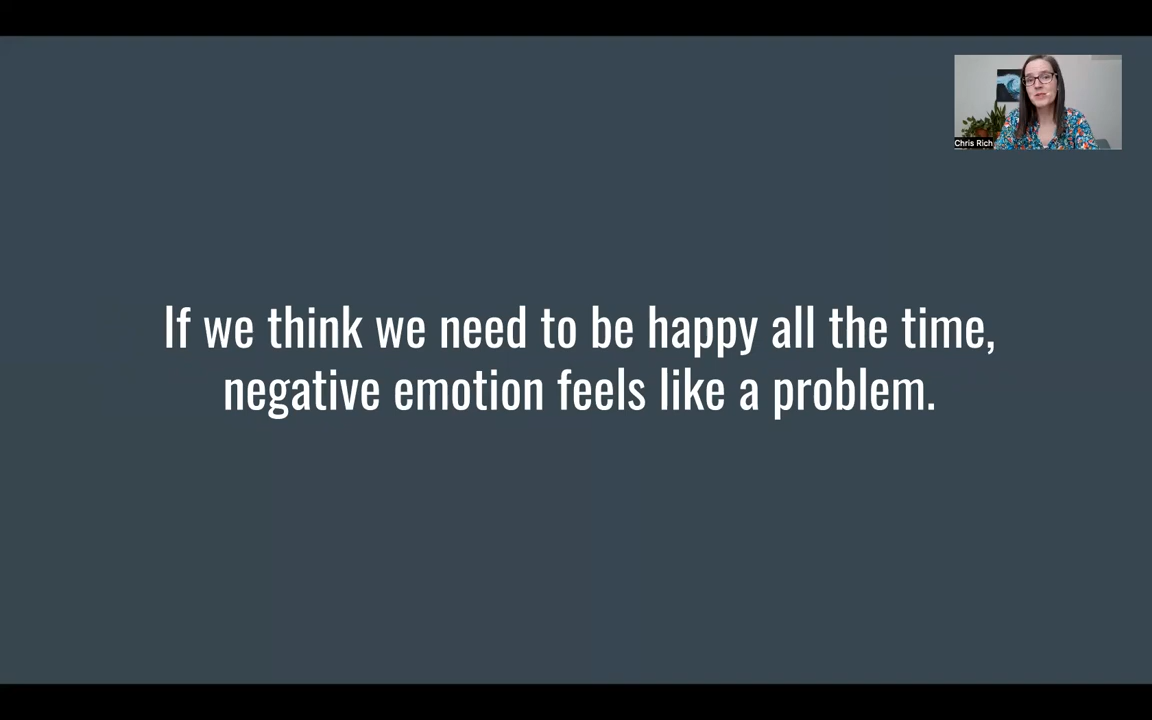 Chris Rich
If we think we need to be happy all the time,
negative emotion feels like a problem.